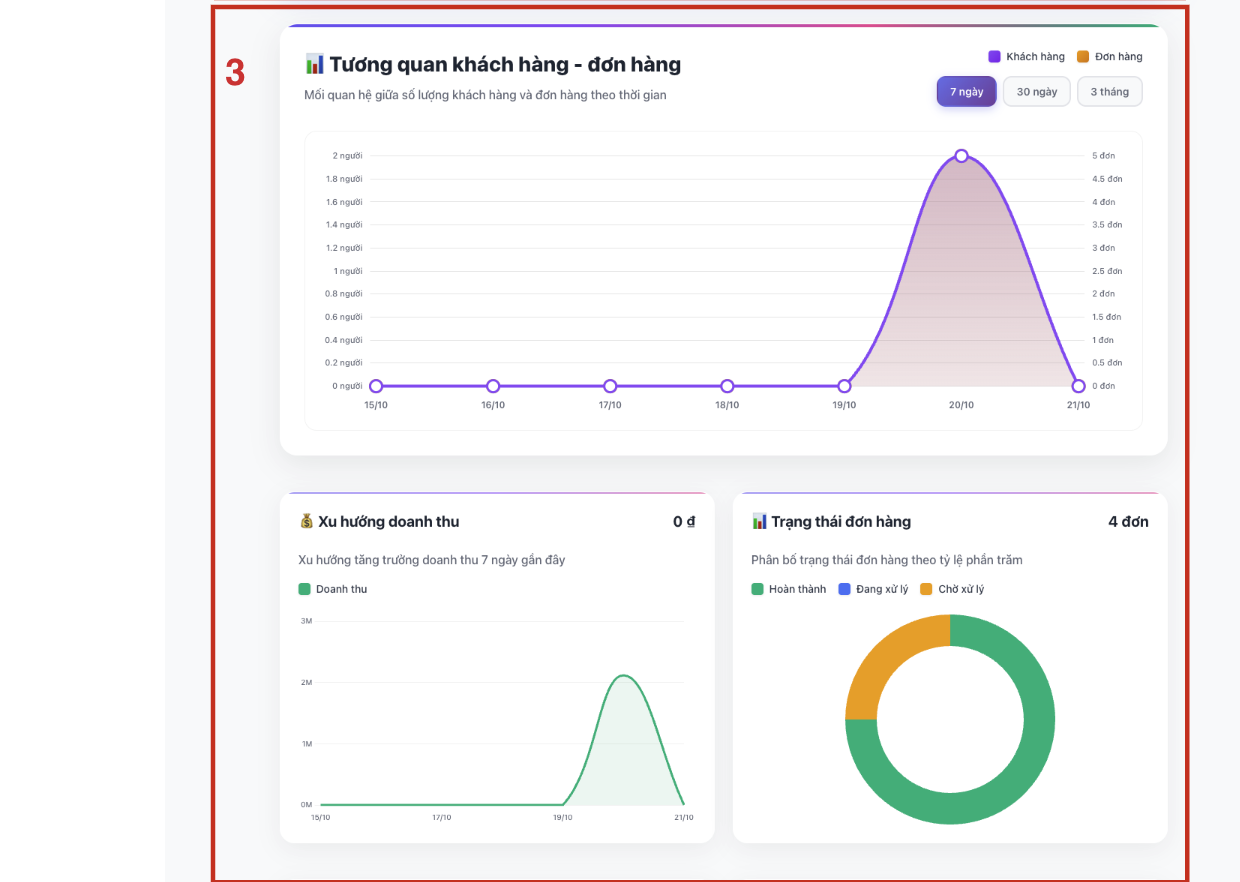 3
📊 Tương quan khách hàng - đơn hàng
Mối quan hệ giữa số lượng khách hàng và đơn hàng theo thời gian
Khách hàng Đơn hàng
7 ngày 30 ngày 3 tháng
2 người 5 đơn
1.8 người 4.5 đơn
1.6 người 4 đơn
1.4 người 3.5 đơn
1.2 người 3 đơn
1 người 2.5 đơn
0.8 người 2 đơn
0.6 người 1.5 đơn
0.4 người 1 đơn
0.2 người 0.5 đơn
0 người 0 đơn
15/10 16/10 17/10 18/10 19/10 20/10 21/10
💰 Xu hướng doanh thu 0 ₫
Xu hướng tăng trưởng doanh thu 7 ngày gần đây
Doanh thu
3M
2M
1M
0M
15/10 17/10 19/10 21/10
📊 Trạng thái đơn hàng 4 đơn
Phân bố trạng thái đơn hàng theo tỷ lệ phần trăm
Hoàn thành Đang xử lý Chờ xử lý